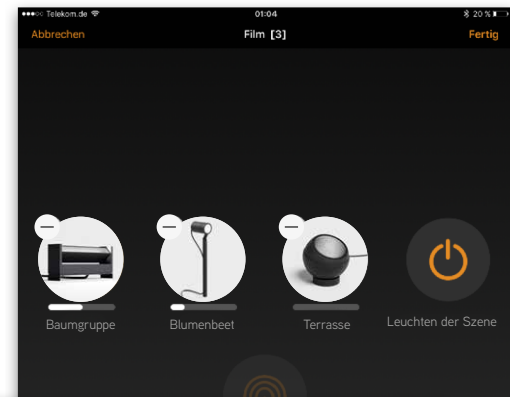 Telekom.de 01:04 20 %
Abbrechen Film [3] Fertig
Baumgruppe Blumenbeet Terrasse Leuchten der Szene